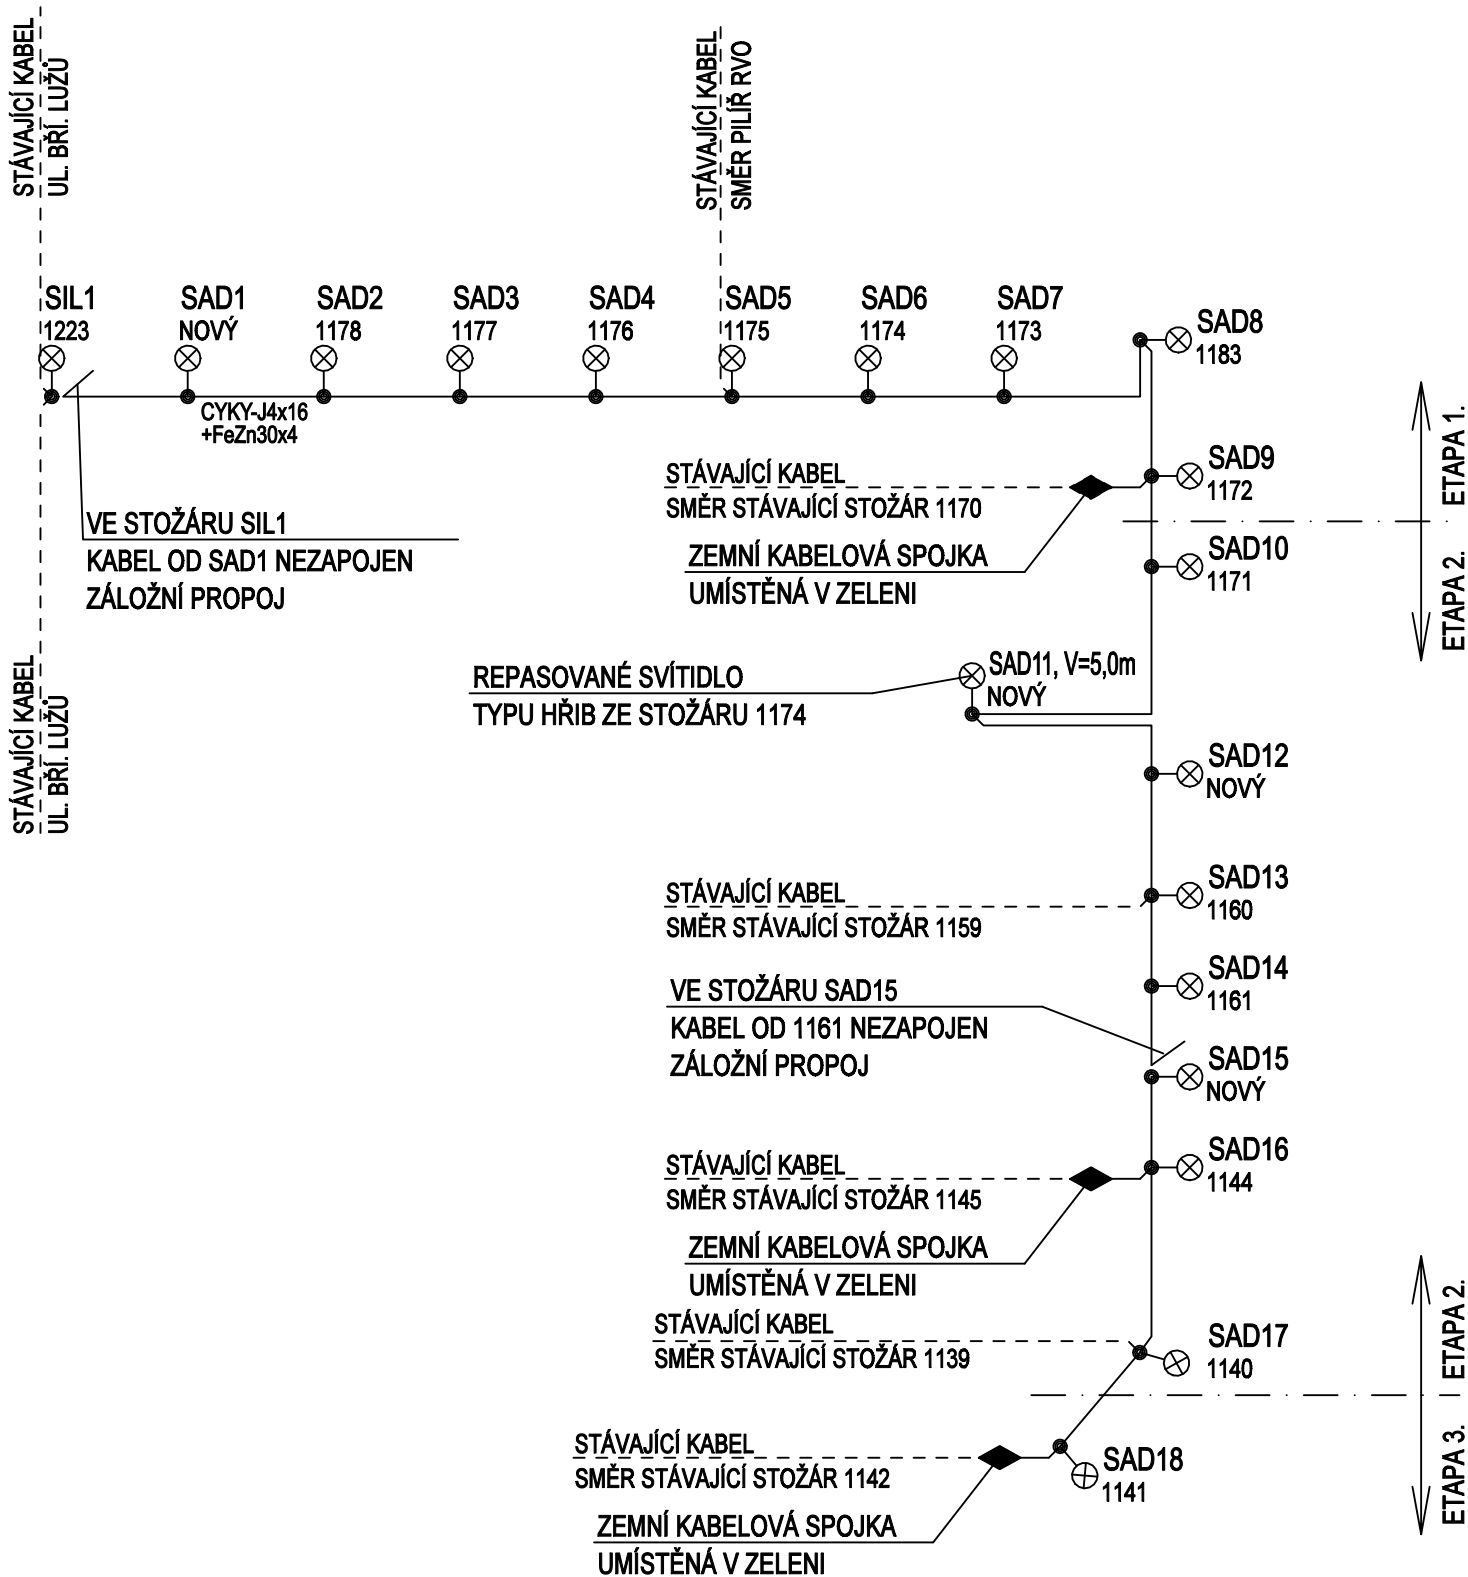 STÁVAJÍCÍ KABEL
UL. BŘÍ. LUŽŮ
STÁVAJÍCÍ KABEL
SMĚR PILÍŘ RVO
SIL1
1223
SAD1
NOVÝ
SAD2
1178
SAD3
1177
SAD4
1176
SAD5
1175
SAD6
1174
SAD7
1173
SAD8
1183
CYKY-J4x16
+FeZn30x4
ETAPA 1.
STÁVAJÍCÍ KABEL
SMĚR STÁVAJÍCÍ STOŽÁR 1170
SAD9
1172
VE STOŽÁRU SIL1
KABEL OD SAD1 NEZAPOJEN
ZÁLOŽNÍ PROPOJ
ZEMNÍ KABELOVÁ SPOJKA
UMÍSTĚNÁ V ZELENI
SAD10
1171
ETAPA 2.
STÁVAJÍCÍ KABEL
UL. BŘÍ. LUŽŮ
REPASOVANÉ SVÍTIDLO
TYPU HŘIB ZE STOŽÁRU 1174
SAD11, V=5,0m
NOVÝ
SAD12
NOVÝ
STÁVAJÍCÍ KABEL
SMĚR STÁVAJÍCÍ STOŽÁR 1159
SAD13
1160
SAD14
1161
VE STOŽÁRU SAD15
KABEL OD 1161 NEZAPOJEN
ZÁLOŽNÍ PROPOJ
SAD15
NOVÝ
STÁVAJÍCÍ KABEL
SMĚR STÁVAJÍCÍ STOŽÁR 1145
SAD16
1144
ZEMNÍ KABELOVÁ SPOJKA
UMÍSTĚNÁ V ZELENI
STÁVAJÍCÍ KABEL
SMĚR STÁVAJÍCÍ STOŽÁR 1139
SAD17
1140
ETAPA 2.
STÁVAJÍCÍ KABEL
SMĚR STÁVAJÍCÍ STOŽÁR 1142
SAD18
1141
ETAPA 3.
ZEMNÍ KABELOVÁ SPOJKA
UMÍSTĚNÁ V ZELENI